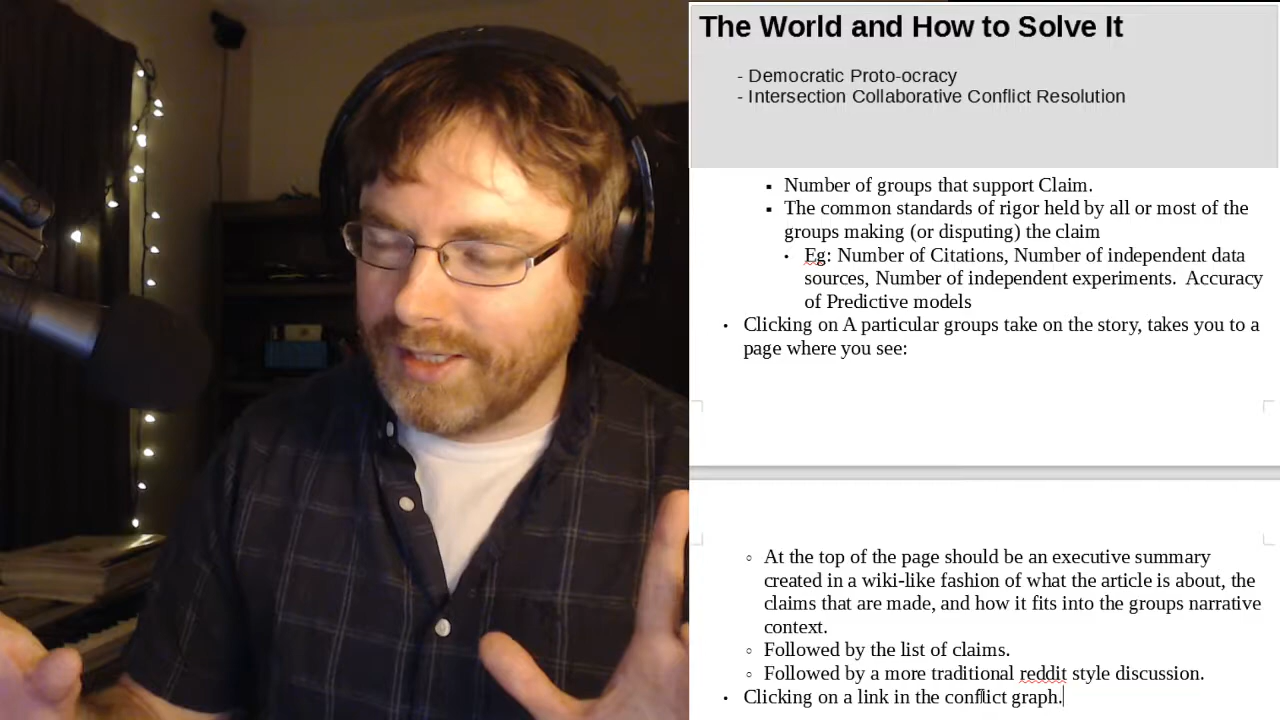 The World and How to Solve It
- Democratic Proto-ocracy
- Intersection Collaborative Conflict Resolution
▪ Number of groups that support Claim.
▪ The common standards of rigor held by all or most of the
groups making (or disputing) the claim
• Eg: Number of Citations, Number of independent data
sources, Number of independent experiments.  Accuracy
of Predictive models
• Clicking on A particular groups take on the story, takes you to a
page where you see:
◦ At the top of the page should be an executive summary
created in a wiki-like fashion of what the article is about, the
claims that are made, and how it fits into the groups narrative
context.
◦ Followed by the list of claims.
◦ Followed by a more traditional reddit style discussion.
• Clicking on a link in the conflict graph.